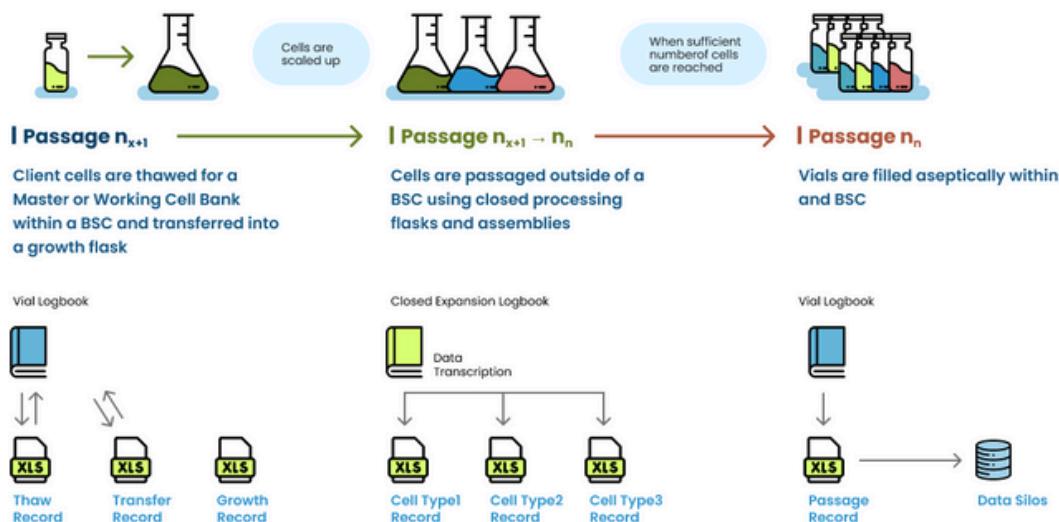 Cells are
scaled up
When sufficient
numberof cells
are reached
Passage nx+1
Passage nx+1 → nn
Passage nn
Client cells are thawed for a
Master or Working Cell Bank
within a BSC and transferred into
a growth flask
Cells are passaged outside of a
BSC using closed processing
flasks and assemblies
Vials are filled aseptically within
and BSC
Vial Logbook
Closed Expansion Logbook
Vial Logbook
Data
Transcription
XLS
XLS
XLS
XLS
XLS
XLS
XLS
Thaw
Record
Transfer
Record
Growth
Record
Cell Type1
Record
Cell Type2
Record
Cell Type3
Record
Passage
Record
Data Silos